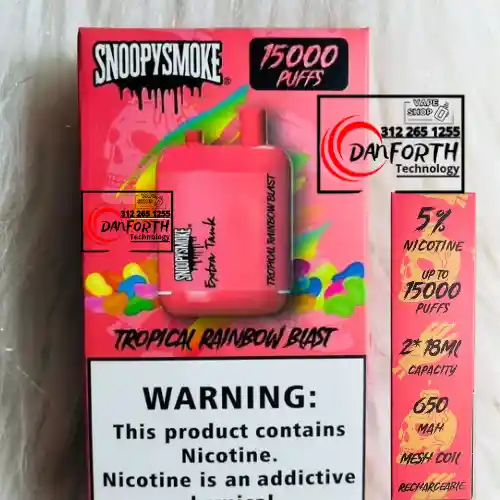 SNOOPYSMOKE®
15000
PUFFS
VAPE
SHOP
312 265 1255
DANFORTH
Technology
VAPE
SHOP
312 265 1255
DANFORTH
Technology
SNOOPYSMOKE
Extra Tank
TROPICAL RAINBOW BLAST
TROPICAL RAINBOW BLAST
WARNING:
This product contains
Nicotine.
Nicotine is an addictive
5%
NICOTINE
UP TO
15000
PUFFS
2*18ML
CAPACITY
650
MAH
MESH COIL
RECHARGEABLE